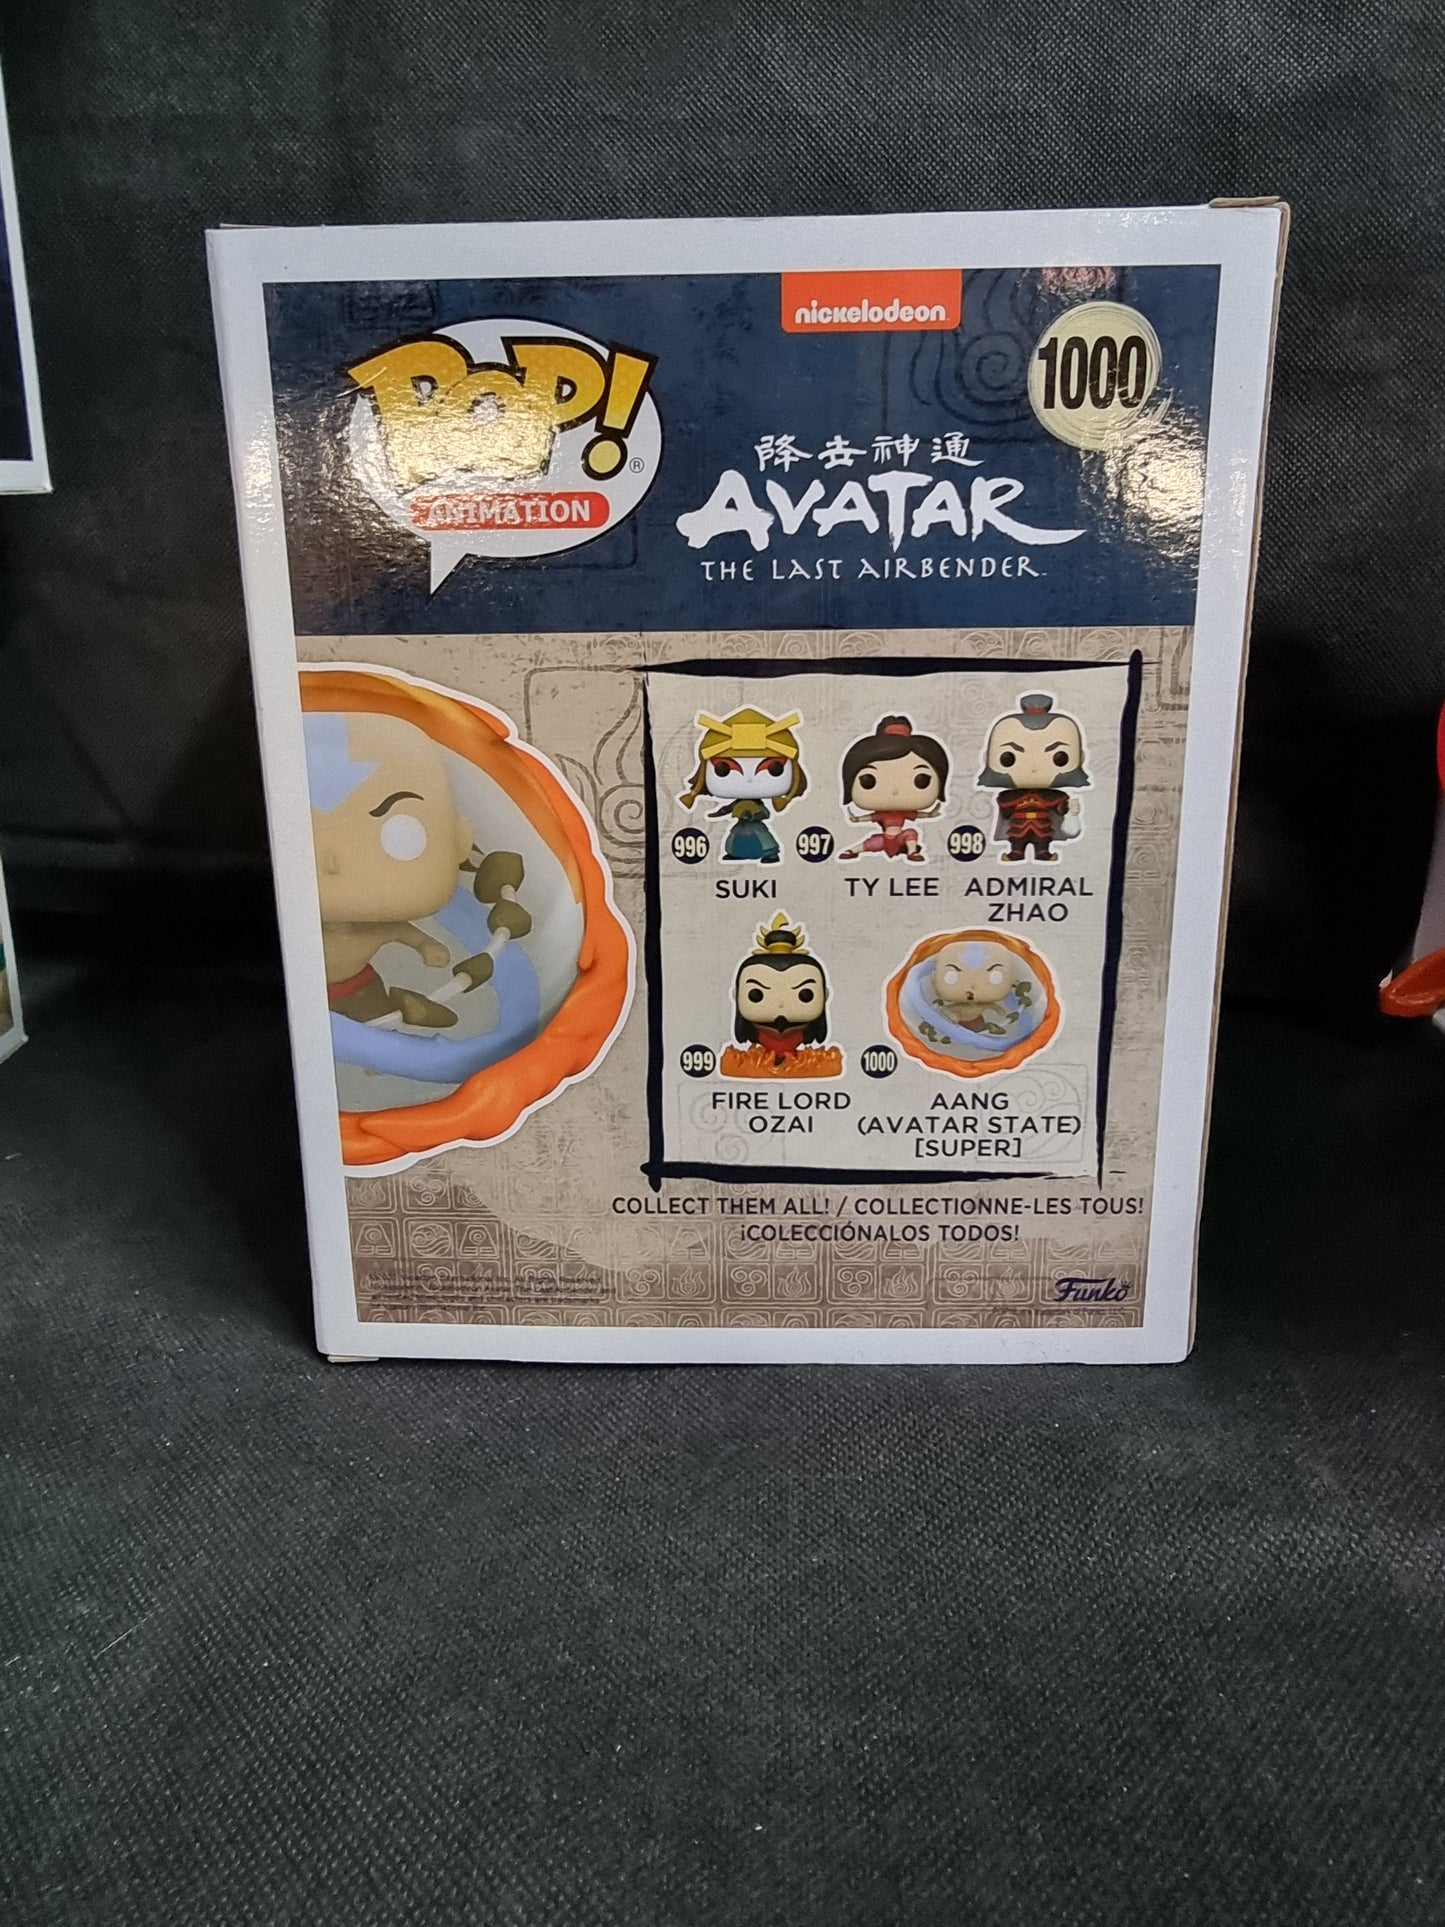 nickelodeon
POP!®
ANIMATION
1000
降去神通
AVATAR
THE LAST AIRBENDER
996
SUKI
997
TY LEE
998
ADMIRAL
ZHAO
999
FIRE LORD
OZAI
1000
AANG
(AVATAR STATE)
[SUPER]
COLLECT THEM ALL! / COLLECTIONNE-LES TOUS!
¡COLECCIÓNALOS TODOS!
Funko